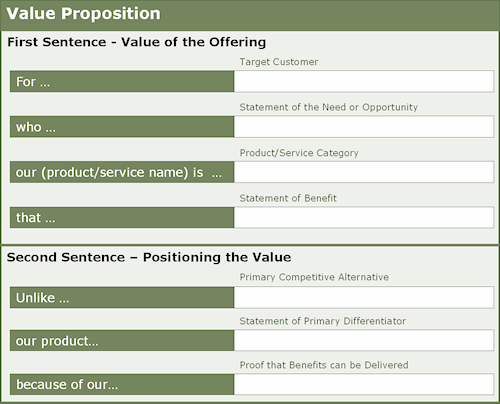 Value Proposition
First Sentence - Value of the Offering
Target Customer
For ...
Statement of the Need or Opportunity
who ...
Product/Service Category
our (product/service name) is ...
Statement of Benefit
that ...
Second Sentence – Positioning the Value
Primary Competitive Alternative
Unlike ...
Statement of Primary Differentiator
our product...
Proof that Benefits can be Delivered
because of our...